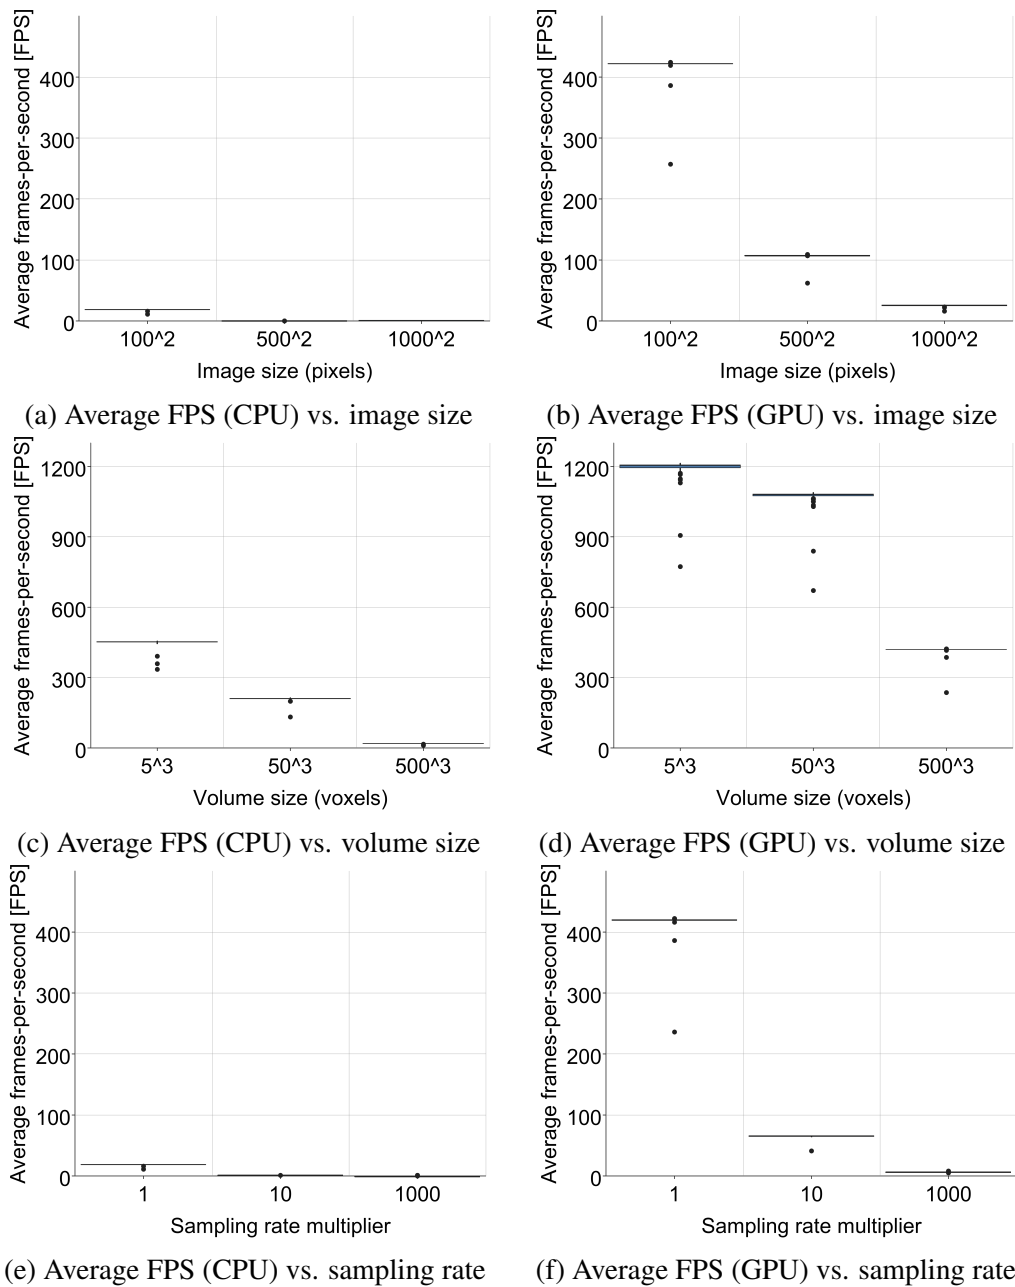 Average frames-per-second [FPS]
400
300
200
100
0
100^2 500^2 1000^2
Image size (pixels)
(a) Average FPS (CPU) vs. image size
Average frames-per-second [FPS]
400
300
200
100
0
100^2 500^2 1000^2
Image size (pixels)
(b) Average FPS (GPU) vs. image size
Average frames-per-second [FPS]
1200
900
600
300
0
5^3 50^3 500^3
Volume size (voxels)
(c) Average FPS (CPU) vs. volume size
Average frames-per-second [FPS]
1200
900
600
300
0
5^3 50^3 500^3
Volume size (voxels)
(d) Average FPS (GPU) vs. volume size
Average frames-per-second [FPS]
400
300
200
100
0
1 10 1000
Sampling rate multiplier
(e) Average FPS (CPU) vs. sampling rate
Average frames-per-second [FPS]
400
300
200
100
0
1 10 1000
Sampling rate multiplier
(f) Average FPS (GPU) vs. sampling rate